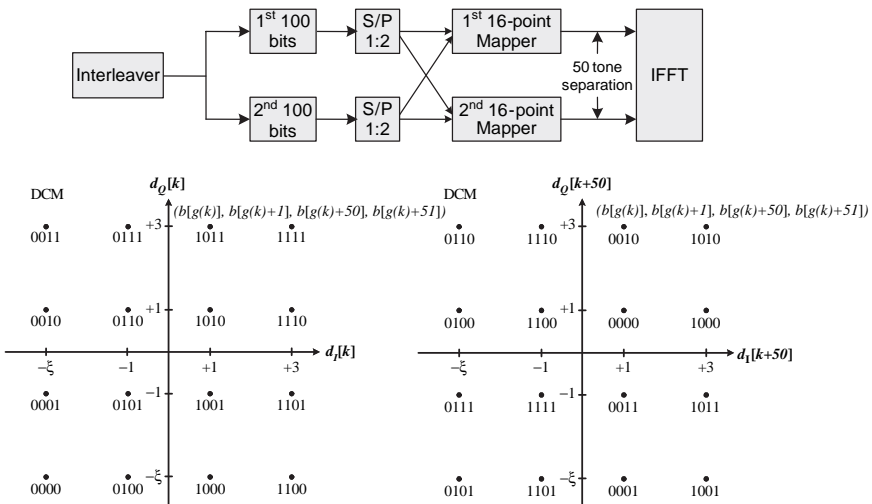 Interleaver
1st 100 bits
S/P 1:2
1st 16-point Mapper
50 tone separation
IFFT
2nd 100 bits
S/P 1:2
2nd 16-point Mapper
DCM
dQ[k]
(b[g(k)], b[g(k)+1], b[g(k)+50], b[g(k)+51])
+3
0011 0111 1011 1111
+1
0010 0110 1010 1110
dI[k]
−ξ −1 +1 +3
−1
0001 0101 1001 1101
−ξ
0000 0100 1000 1100
DCM
dQ[k+50]
(b[g(k)], b[g(k)+1], b[g(k)+50], b[g(k)+51])
+3
0110 1110 0010 1010
+1
0100 1100 0000 1000
d1[k+50]
−ξ −1 +1 +3
−1
0111 1111 0011 1011
−ξ
0101 1101 0001 1001